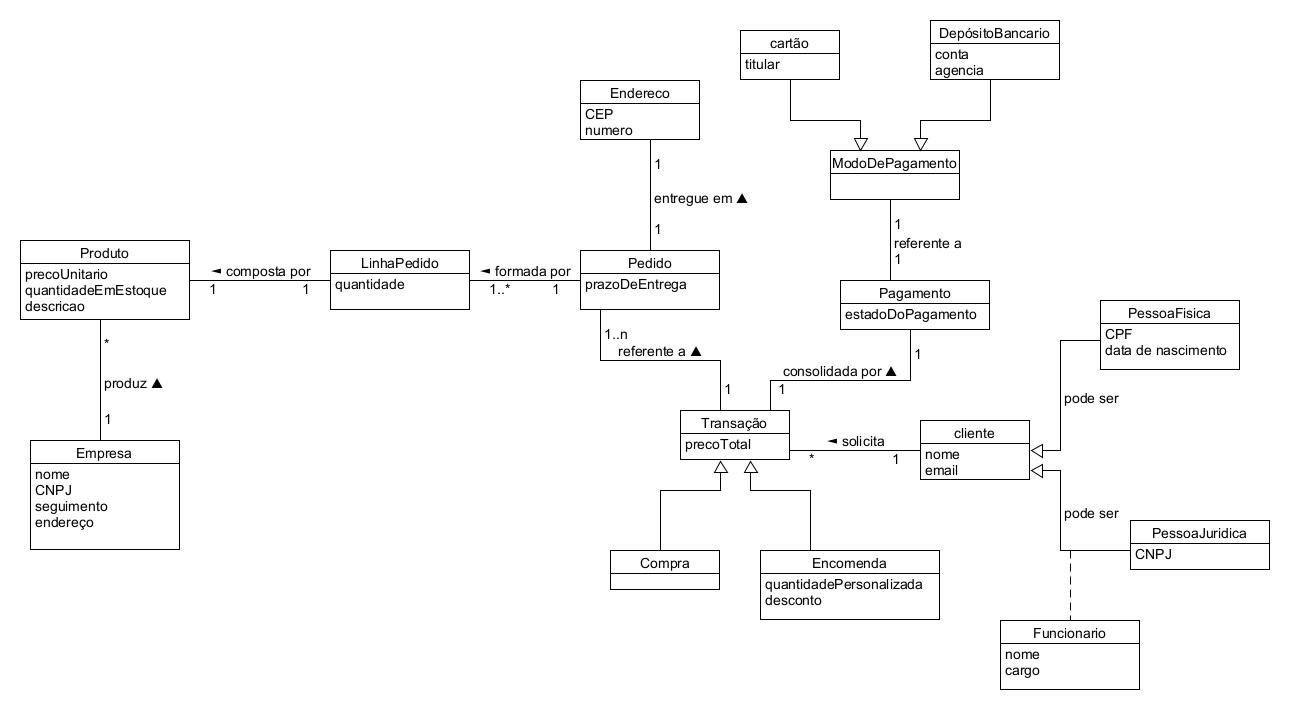 cartão
titular
DepósitoBancario
conta
agencia
Endereco
CEP
numero
1
entregue em ▲
1
ModoDePagamento
1
referente a
1
Produto
precoUnitario
quantidadeEmEstoque
descricao
◄ composta por
1 1
LinhaPedido
quantidade
◄ formada por
1..* 1
Pedido
prazoDeEntrega
Pagamento
estadoDoPagamento
1
consolidada por ▲
1
1..n
referente a ▲
1
*
produz ▲
1
Empresa
nome
CNPJ
seguimento
endereço
Transação
precoTotal
◄ solicita
* 1
cliente
nome
email
PessoaFisica
CPF
data de nascimento
pode ser
pode ser
PessoaJuridica
CNPJ
Compra
Encomenda
quantidadePersonalizada
desconto
Funcionario
nome
cargo